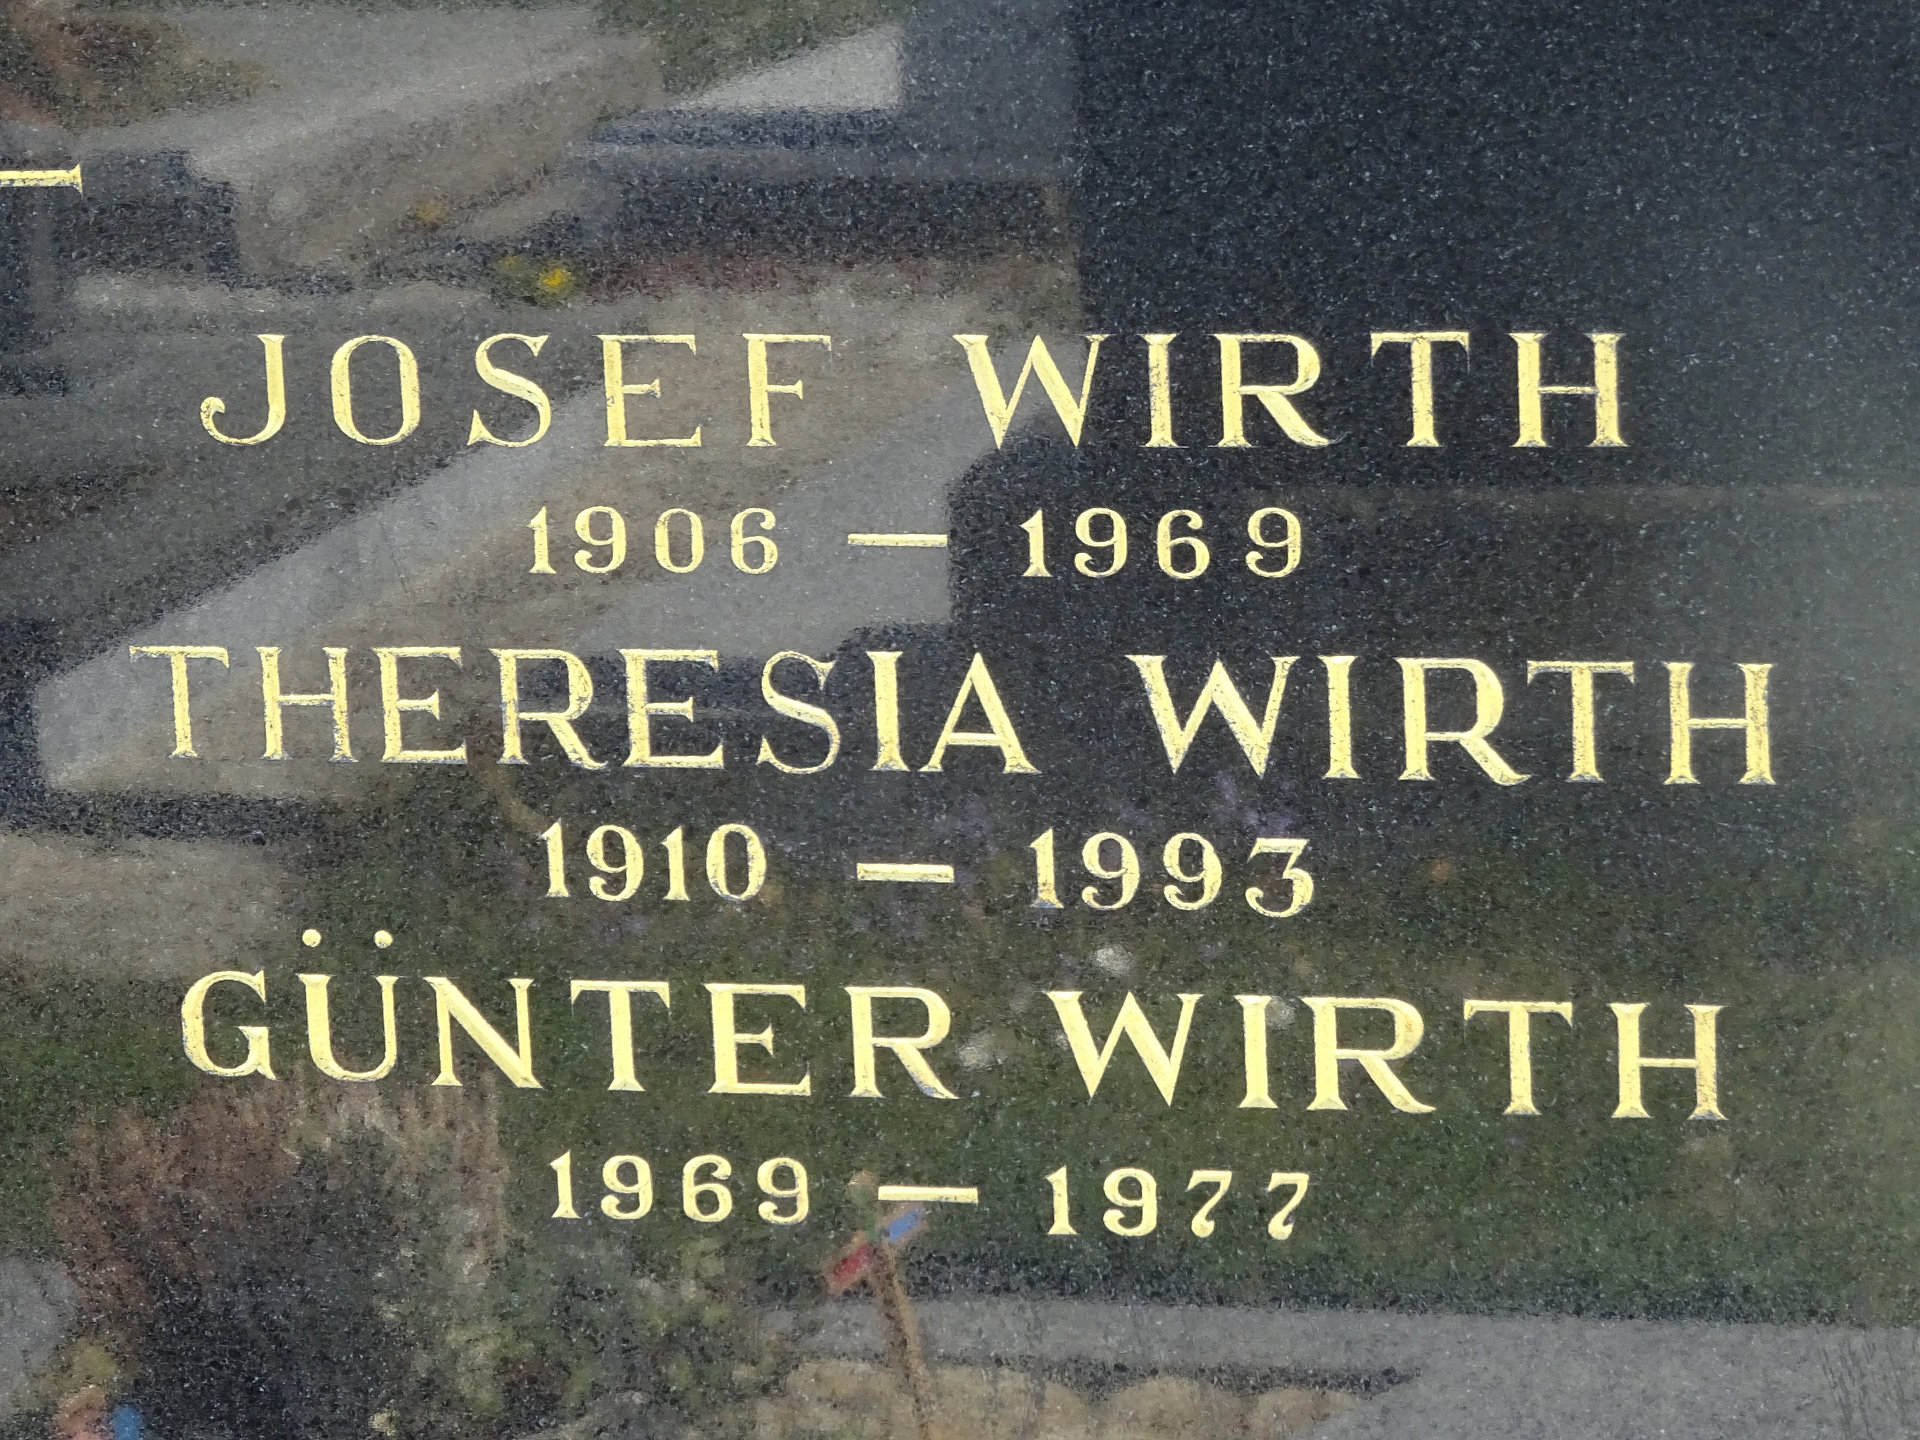 JOSEF WIRTH
1906 — 1969
THERESIA WIRTH
1910 — 1993
GÜNTER WIRTH
1969 — 1977